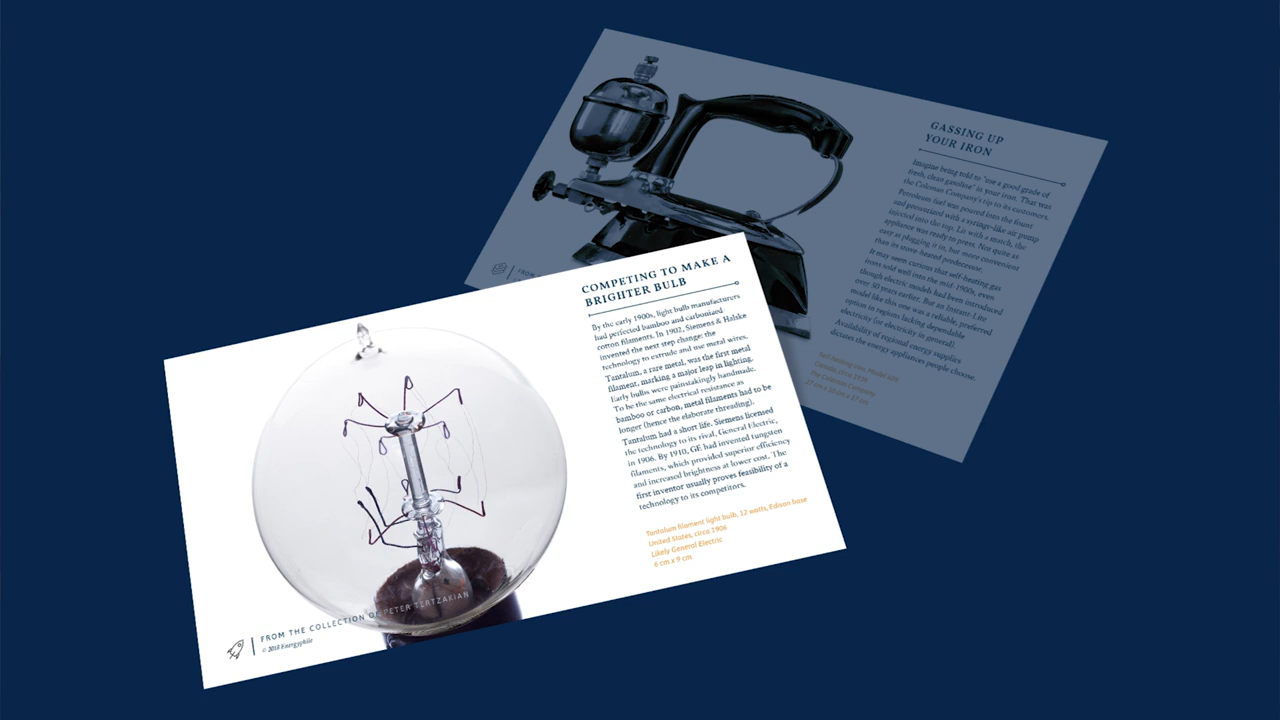 GASSING UP
YOUR IRON
Imagine being told to "use a good grade of
fresh, clean gasoline" in your iron. That was
the Coleman Company's tip to its customers.
Petroleum fuel was poured into the fount
and pressurized with a syringe-like air pump
injected into the top. Lit with a match, the
appliance was ready to press. Not quite as
easy as plugging it in, but more convenient
than its stove-heated predecessor.
It may seem curious that self-heating gas
irons sold well into the mid-1900s, even
though electric models had been introduced
over 50 years earlier. But an Instant-Lite
model like this one was a reliable, preferred
option in regions lacking dependable
electricity (or electricity in general).
Availability of regional energy supplies
dictates the energy appliances people choose.
Self-heating iron, Model
Canada, circa
The Coleman Company
FROM
COMPETING TO MAKE A
BRIGHTER BULB
By the early 1900s, light bulb manufacturers
had perfected bamboo and carbonized
cotton filaments. In 1902, Siemens & Halske
invented the next step change: the
technology to extrude and use metal wires.
Tantalum, a rare metal, was the first metal
filament, marking a major leap in lighting.
Early bulbs were painstakingly handmade.
To be the same electrical resistance as
bamboo or carbon, metal filaments had to be
longer (hence the elaborate threading).
Tantalum had a short life. Siemens licensed
the technology to its rival, General Electric,
in 1906. By 1910, GE had invented tungsten
filaments, which provided superior efficiency
and increased brightness at lower cost. The
first inventor usually proves feasibility of a
technology to its competitors.
Tantalum filament light bulb, 12 watts, Edison base
United States, circa 1906
Likely General Electric
6 cm x 9 cm
FROM THE COLLECTION OF PETER TERTZAKIAN
© 2018 Energyphile